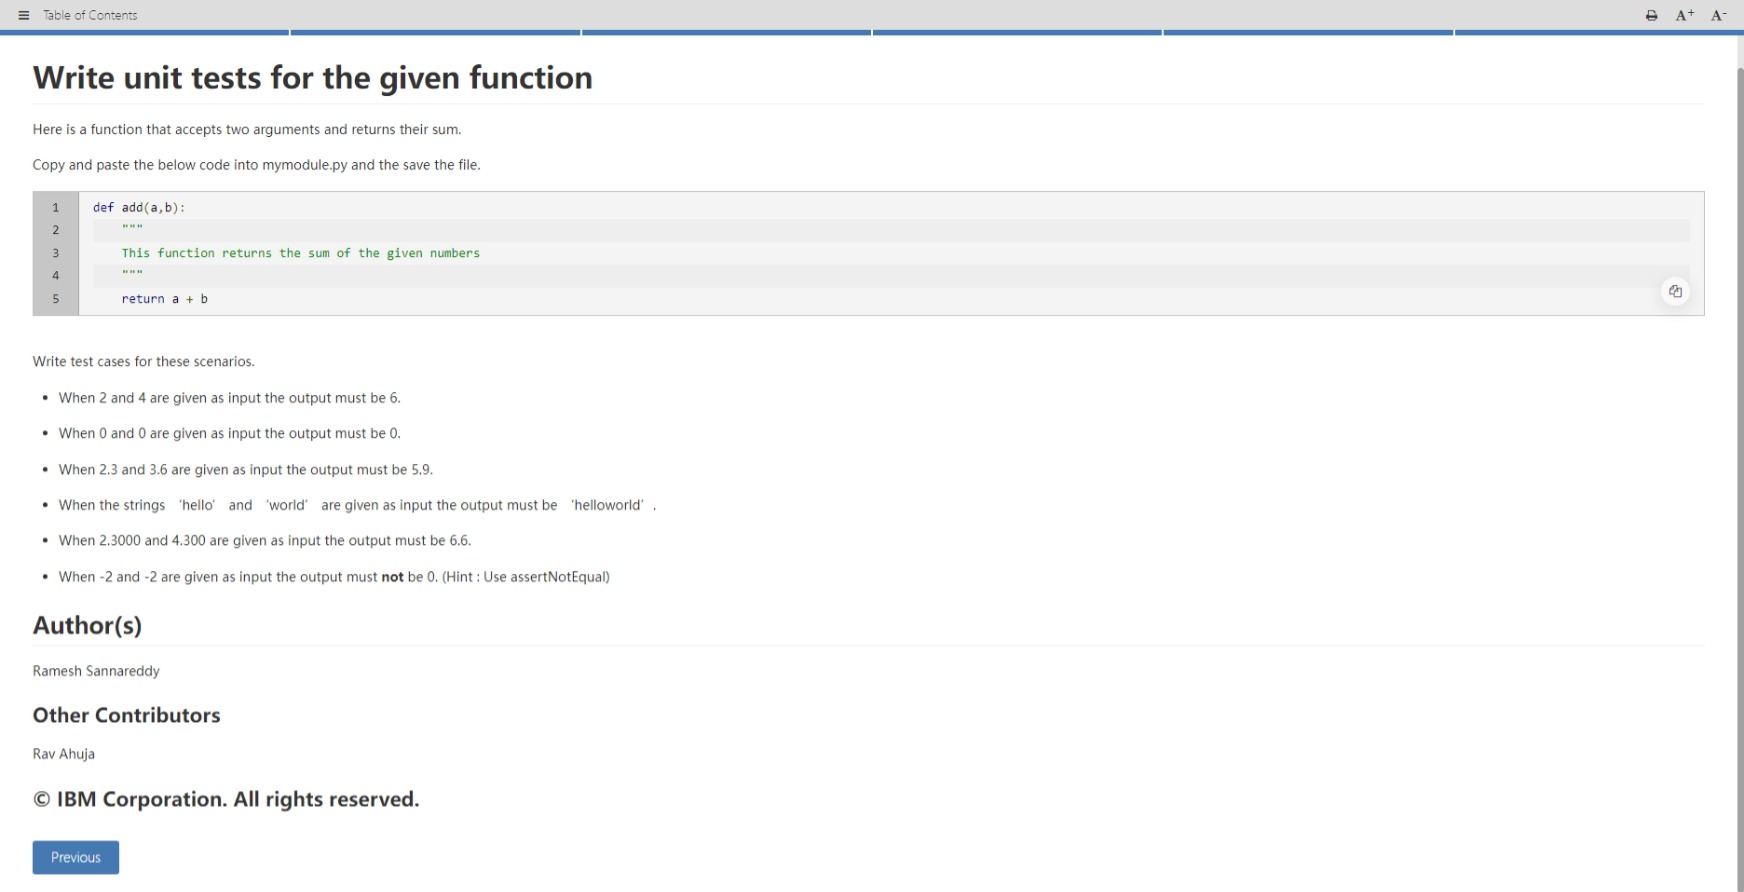 Table of Contents
A+ A-
Write unit tests for the given function
Here is a function that accepts two arguments and returns their sum.
Copy and paste the below code into mymodule.py and the save the file.
1 def add(a,b):
2 """
3 This function returns the sum of the given numbers
4 """
5 return a + b
Write test cases for these scenarios.
• When 2 and 4 are given as input the output must be 6.
• When 0 and 0 are given as input the output must be 0.
• When 2.3 and 3.6 are given as input the output must be 5.9.
• When the strings ‘hello’ and ‘world’ are given as input the output must be ‘helloworld’ .
• When 2.3000 and 4.300 are given as input the output must be 6.6.
• When -2 and -2 are given as input the output must not be 0. (Hint : Use assertNotEqual)
Author(s)
Ramesh Sannareddy
Other Contributors
Rav Ahuja
© IBM Corporation. All rights reserved.
Previous